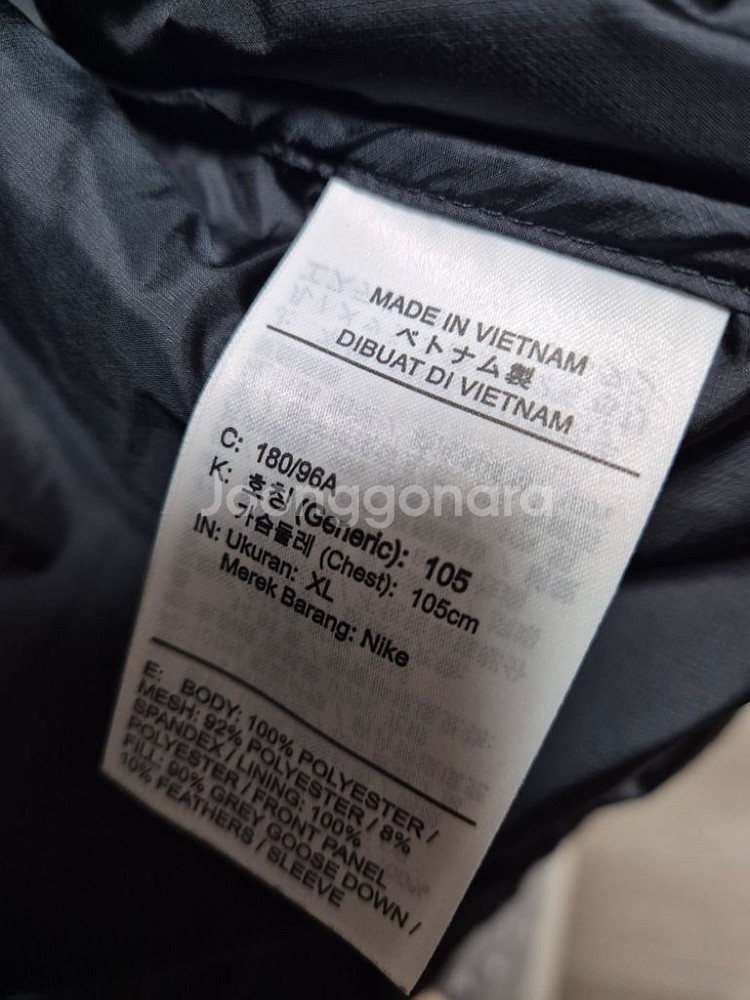 MADE IN VIETNAM
ベトナム製
DIBUAT DI VIETNAM
C: 180/96A
K: 호칭 (Generic): 105
가슴둘레 (Chest): 105cm
IN: Ukuran: XL
Merek Barang: Nike
E: BODY: 100% POLYESTER /
MESH: 92% POLYESTER / 8%
SPANDEX / LINING: 100%
POLYESTER / FRONT PANEL
FILL: 90% GREY GOOSE DOWN /
10% FEATHERS / SLEEVE
Joonggonara